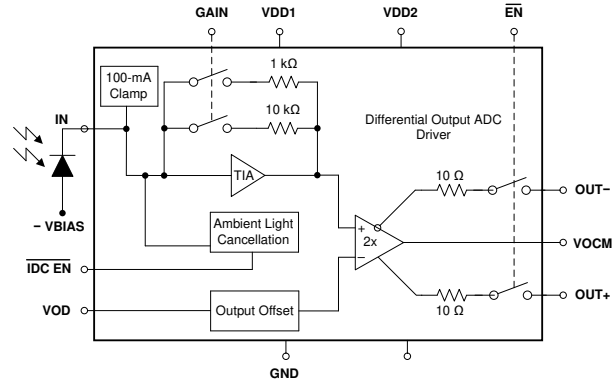 GAIN
VDD1
VDD2
EN
100-mA
Clamp
1 kΩ
10 kΩ
IN
Differential Output ADC
Driver
TIA
10 Ω
OUT–
– VBIAS
Ambient Light
Cancellation
+
2x
–
VOCM
IDC EN
VOD
Output Offset
10 Ω
OUT+
GND